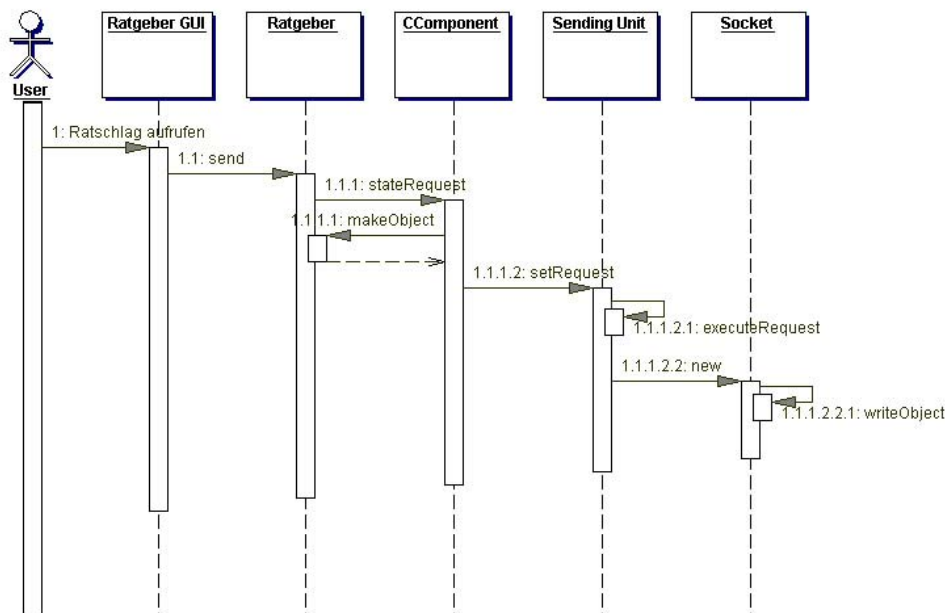 Ratgeber GUI
Ratgeber
CComponent
Sending Unit
Socket
User
1: Ratschlag aufrufen
1.1: send
1.1.1: stateRequest
1.1.1.1: makeObject
1.1.1.2: setRequest
1.1.1.2.1: executeRequest
1.1.1.2.2: new
1.1.1.2.2.1: writeObject